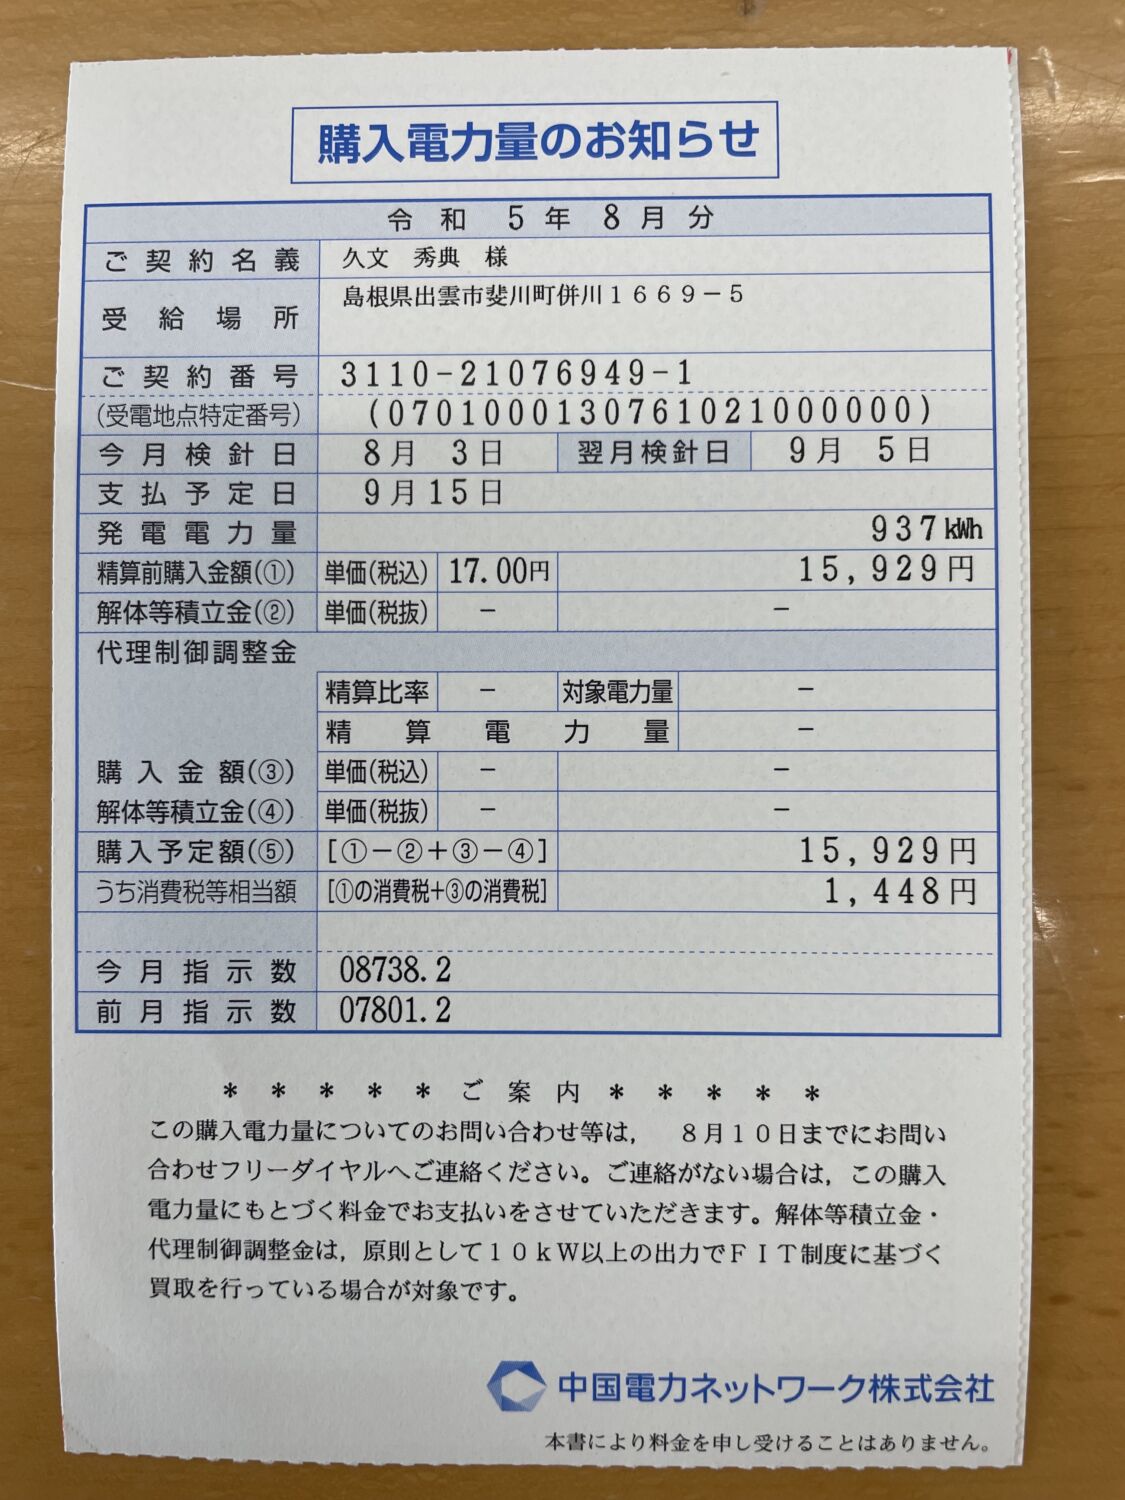 購入電力量のお知らせ
令和 5年 8月分
ご契約名義 久文 秀典 様
受給場所 島根県出雲市斐川町併川1669-5
ご契約番号 3110-21076949-1
(受電地点特定番号) (0701000130761021000000)
今月検針日 8月 3日 翌月検針日 9月 5日
支払予定日 9月15日
発電電力量 937kWh
精算前購入金額(①) 単価(税込) 17.00円 15,929円
解体等積立金(②) 単価(税抜) − −
代理制御調整金
精算比率 − 対象電力量 −
精算電力量 −
購入金額(③) 単価(税込) − −
解体等積立金(④) 単価(税抜) − −
購入予定額(⑤) [①−②+③−④] 15,929円
うち消費税等相当額 [①の消費税+③の消費税] 1,448円
今月指示数 08738.2
前月指示数 07801.2
* * * * * ご案内 * * * * *
この購入電力量についてのお問い合わせ等は， 8月10日までにお問い
合わせフリーダイヤルへご連絡ください。ご連絡がない場合は，この購入
電力量にもとづく料金でお支払いをさせていただきます。解体等積立金・
代理制御調整金は，原則として10kW以上の出力でFIT制度に基づく
買取を行っている場合が対象です。
中国電力ネットワーク株式会社
本書により料金を申し受けることはありません。